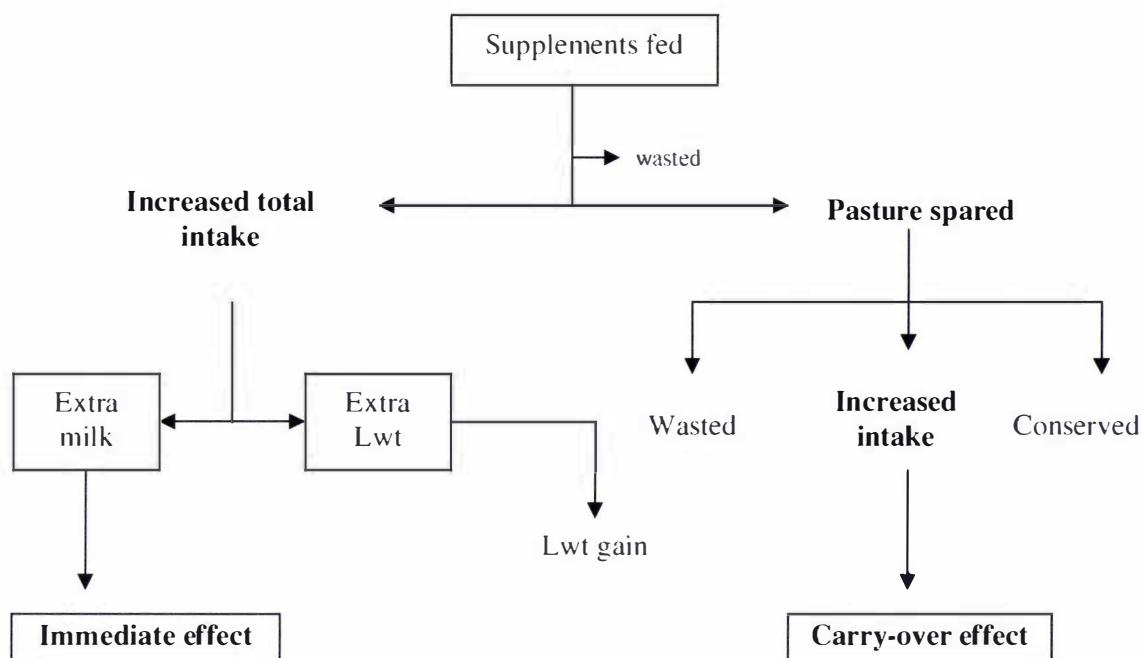 Supplements fed
wasted
Increased total
intake
Pasture spared
Extra
milk
Extra
Lwt
Wasted
Increased
intake
Conserved
Lwt gain
Immediate effect
Carry-over effect